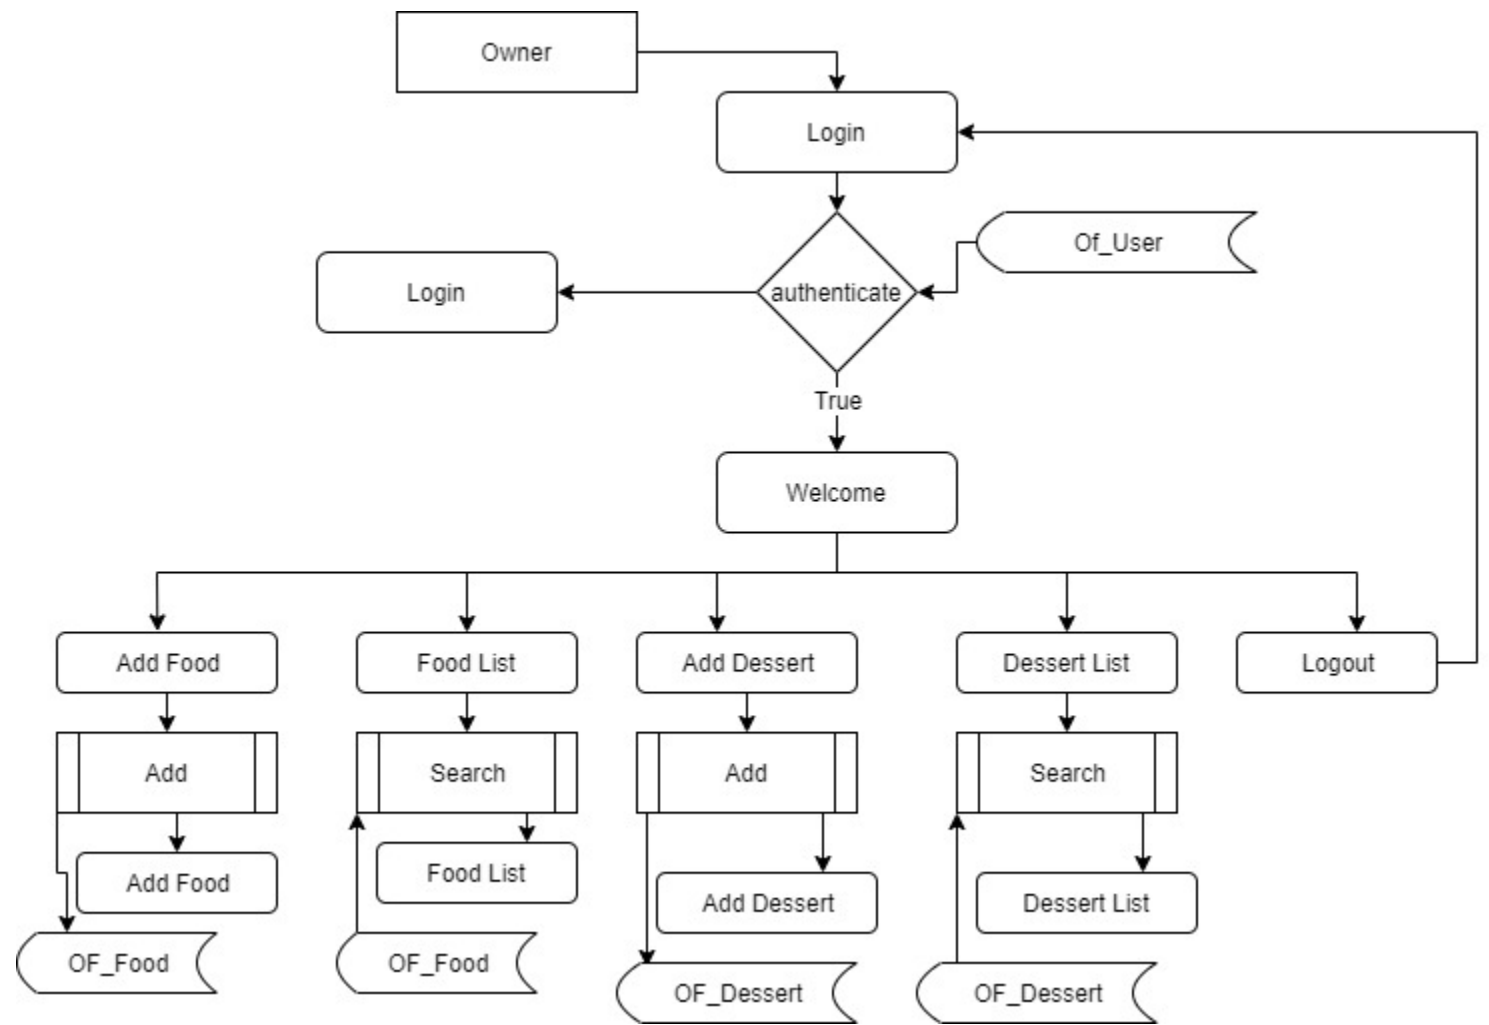 Owner
Login
Of_User
Login
authenticate
True
Welcome
Add Food
Food List
Add Dessert
Dessert List
Logout
Add
Search
Add
Search
Add Food
Food List
Add Dessert
Dessert List
OF_Food
OF_Food
OF_Dessert
OF_Dessert